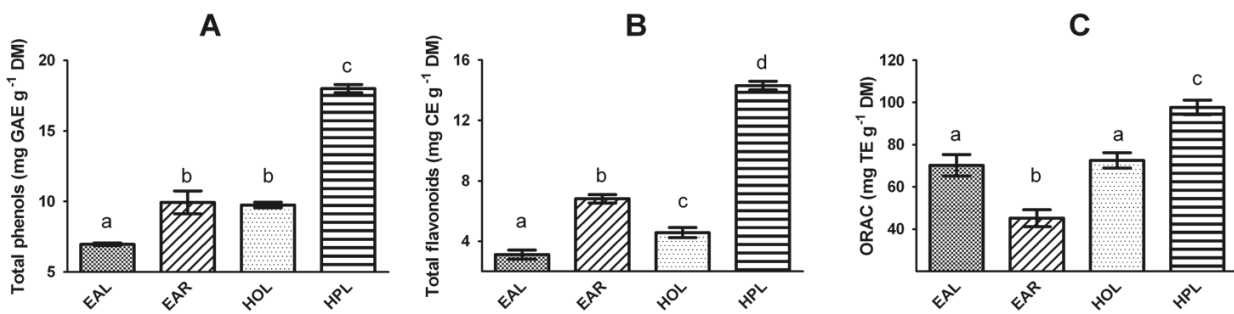 A
Total phenols (mg GAE g⁻¹ DM)
20
15
10
5
a
b
b
c
EAL
EAR
HOL
HPL
B
Total flavonoids (mg CE g⁻¹ DM)
16
12
8
4
a
b
c
d
EAL
EAR
HOL
HPL
C
ORAC (mg TE g⁻¹ DM)
120
100
80
60
40
a
b
a
c
EAL
EAR
HOL
HPL